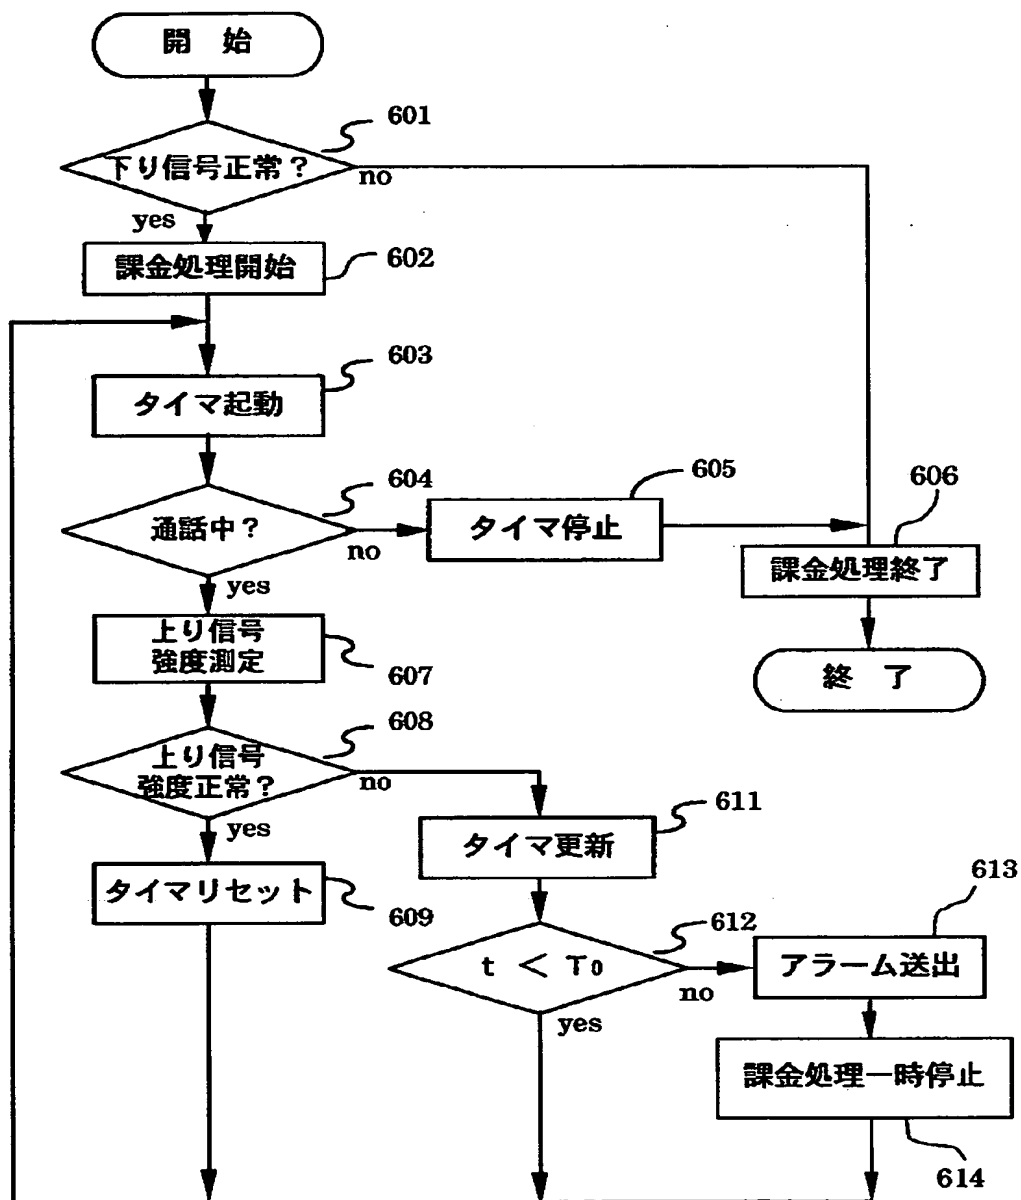 開 始
601
下り信号正常？
no
yes
課金処理開始
602
603
タイマ起動
604
通話中？
no
yes
605
タイマ停止
606
課金処理終了
終 了
上り信号
強度測定
607
608
上り信号
強度正常？
no
yes
611
タイマ更新
タイマリセット
609
612
t < T0
no
yes
613
アラーム送出
課金処理一時停止
614